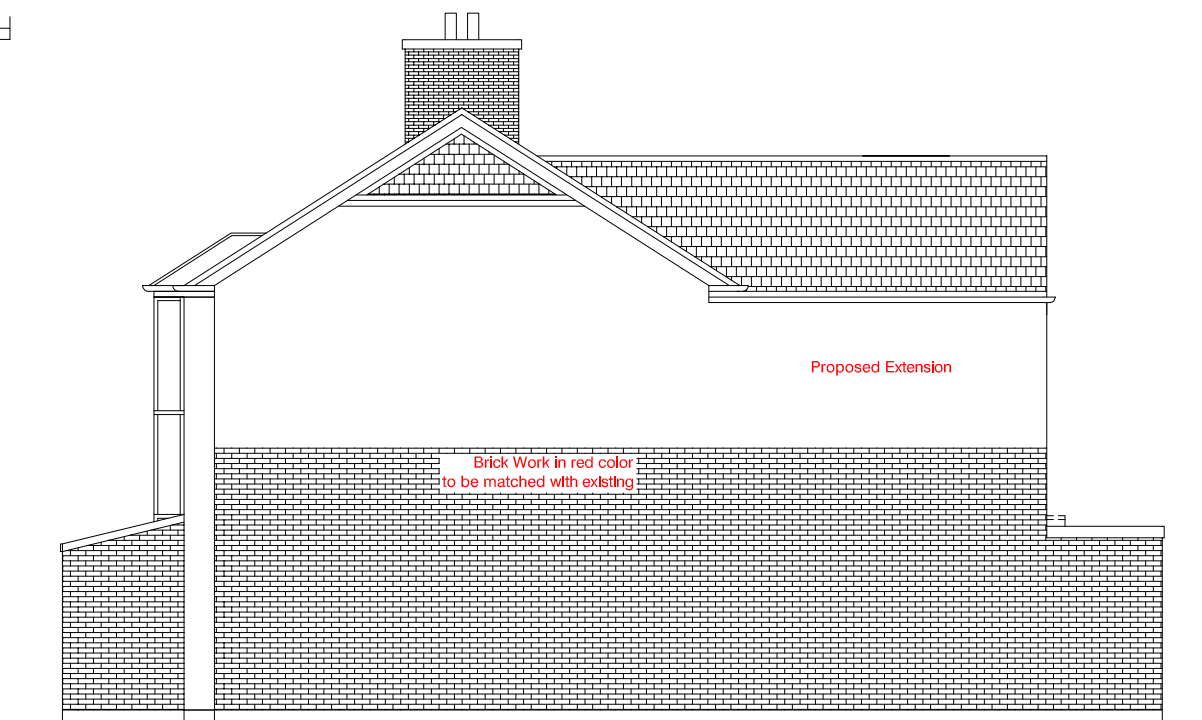 Proposed Extension
Brick Work in red color
to be matched with existing